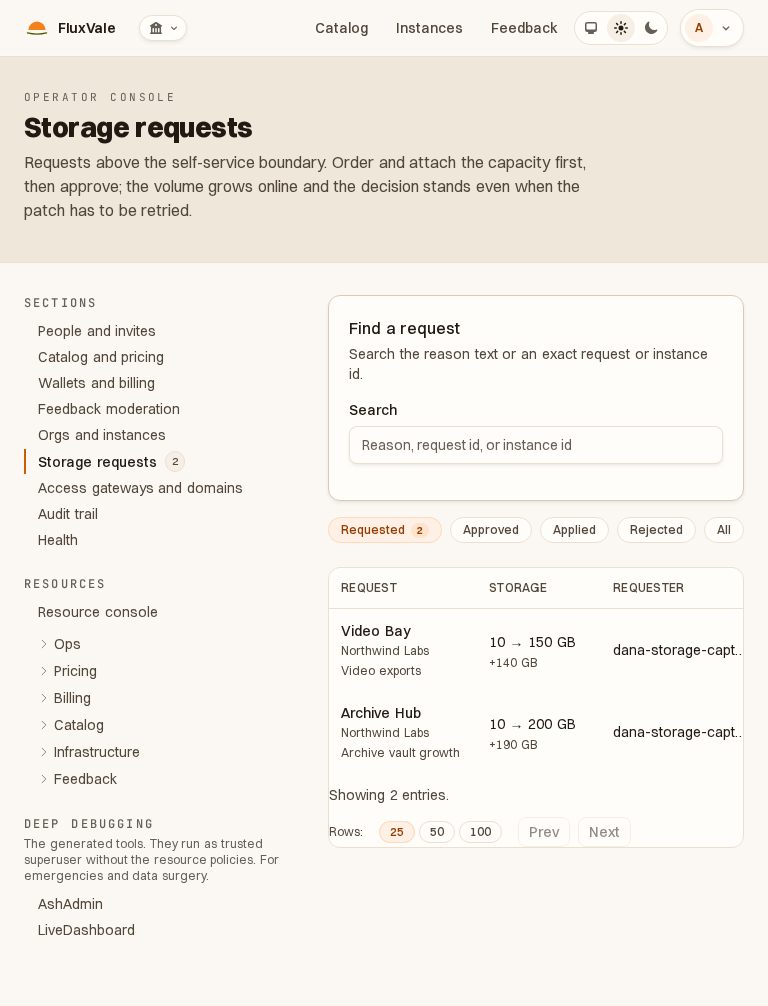 FluxVale
Catalog
Instances
Feedback
A
OPERATOR CONSOLE
Storage requests
Requests above the self-service boundary. Order and attach the capacity first,
then approve; the volume grows online and the decision stands even when the
patch has to be retried.
SECTIONS
People and invites
Catalog and pricing
Wallets and billing
Feedback moderation
Orgs and instances
Storage requests 2
Access gateways and domains
Audit trail
Health
RESOURCES
Resource console
Ops
Pricing
Billing
Catalog
Infrastructure
Feedback
DEEP DEBUGGING
The generated tools. They run as trusted
superuser without the resource policies. For
emergencies and data surgery.
AshAdmin
LiveDashboard
Find a request
Search the reason text or an exact request or instance
id.
Search
Reason, request id, or instance id
Requested 2
Approved
Applied
Rejected
All
REQUEST
STORAGE
REQUESTER
Video Bay
Northwind Labs
Video exports
10 → 150 GB
+140 GB
dana-storage-capt…
Archive Hub
Northwind Labs
Archive vault growth
10 → 200 GB
+190 GB
dana-storage-capt…
Showing 2 entries.
Rows: 25 50 100 Prev Next